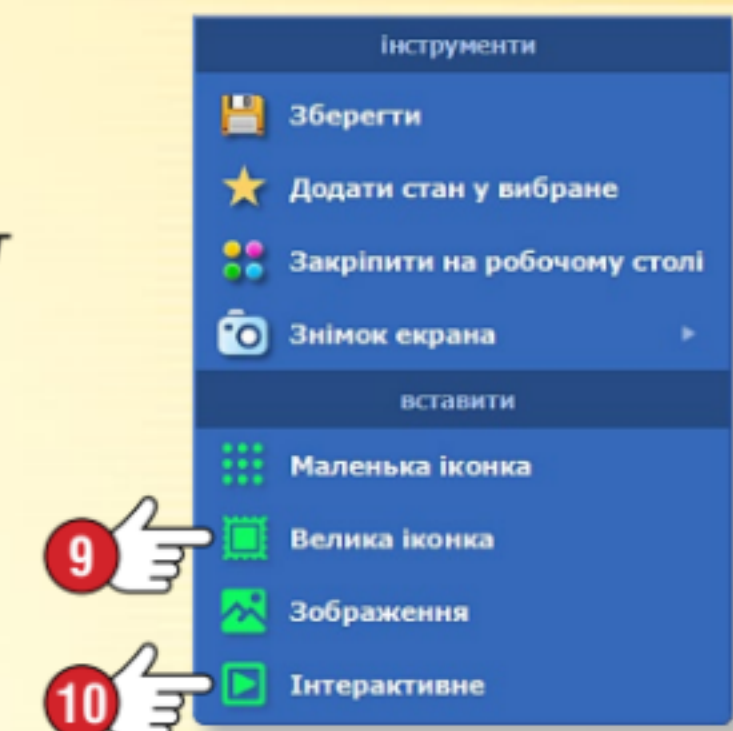 інструменти
Зберегти
Додати стан у вибране
Закріпити на робочому столі
Знімок екрана
вставити
Маленька іконка
9 Велика іконка
Зображення
10 Інтерактивне